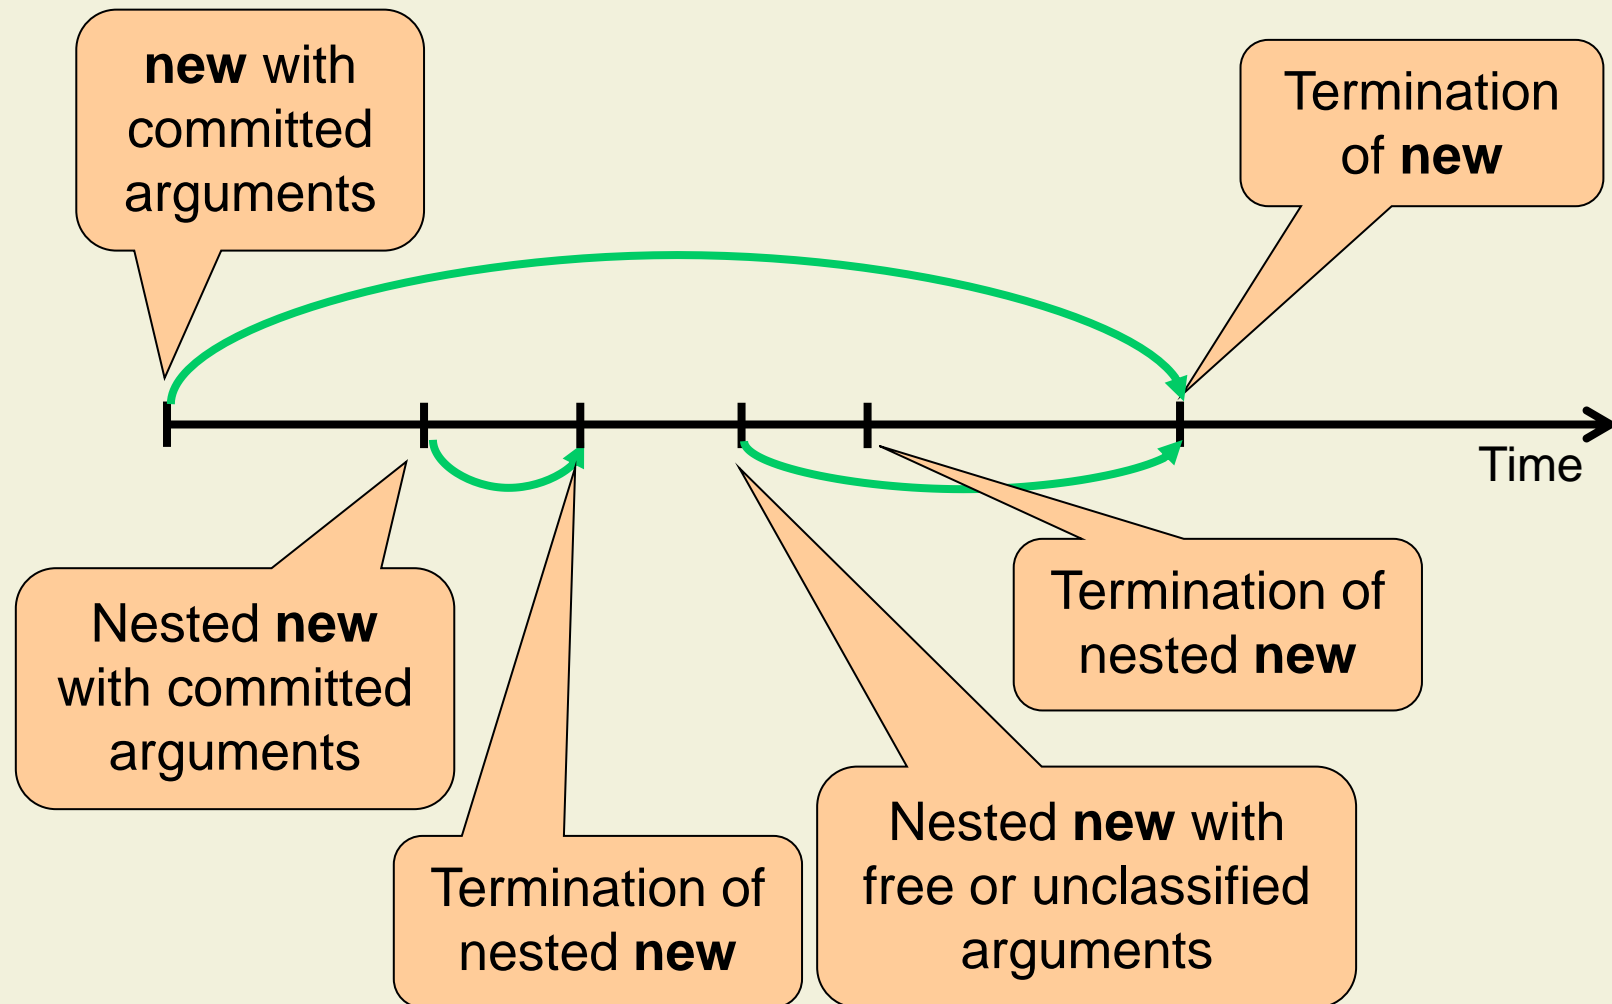 new with
committed
arguments
Termination
of new
Time
Nested new
with committed
arguments
Termination of
nested new
Termination of
nested new
Nested new with
free or unclassified
arguments